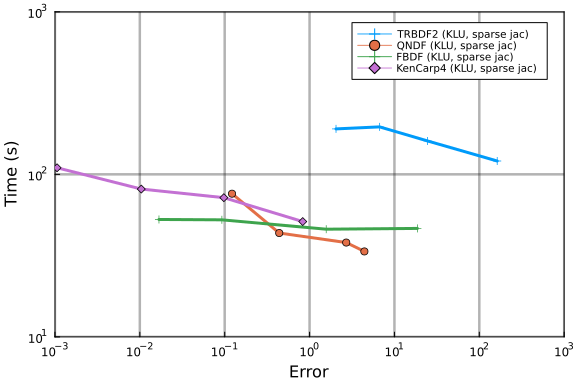 10³
TRBDF2 (KLU, sparse jac)
QNDF (KLU, sparse jac)
FBDF (KLU, sparse jac)
KenCarp4 (KLU, sparse jac)
10²
10¹
Time (s)
10⁻³ 10⁻² 10⁻¹ 10⁰ 10¹ 10² 10³
Error